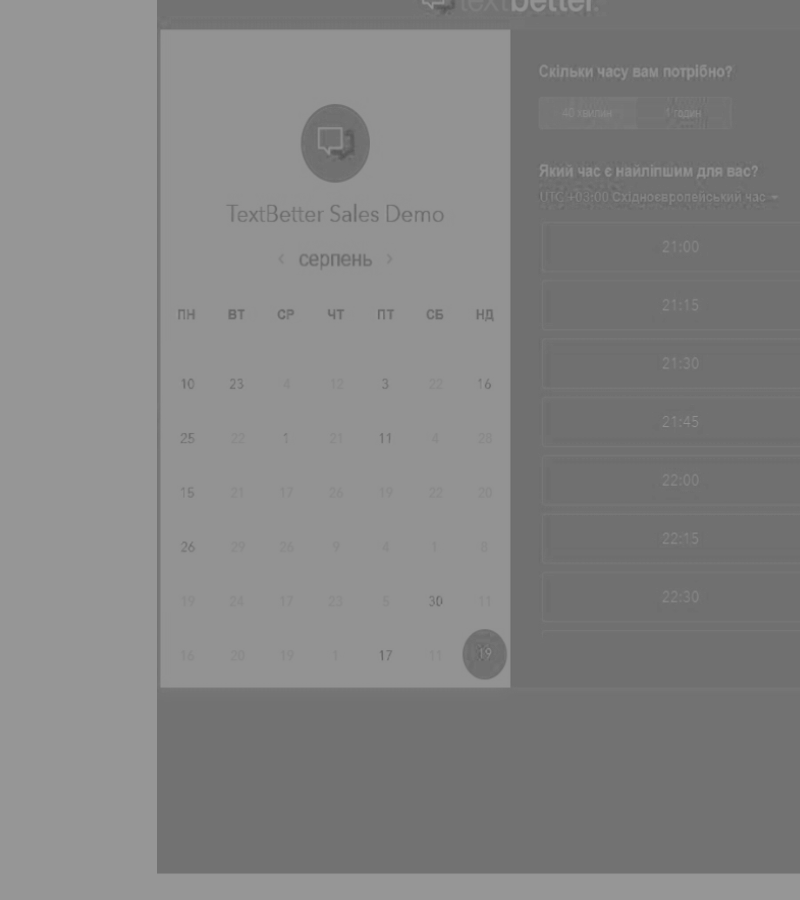 textbetter.
TextBetter Sales Demo
‹ серпень ›
ПН ВТ СР ЧТ ПТ СБ НД
10 23 4 12 3 22 16
25 22 1 21 11 4 28
15 21 17 26 19 22 20
26 29 26 9 4 1 8
19 24 17 23 5 30 11
16 20 19 1 17 11 19
Скільки часу вам потрібно?
40 хвилин 1 годин
Який час є найліпшим для вас?
UTC +03:00 Східноєвропейський час
21:00
21:15
21:30
21:45
22:00
22:15
22:30